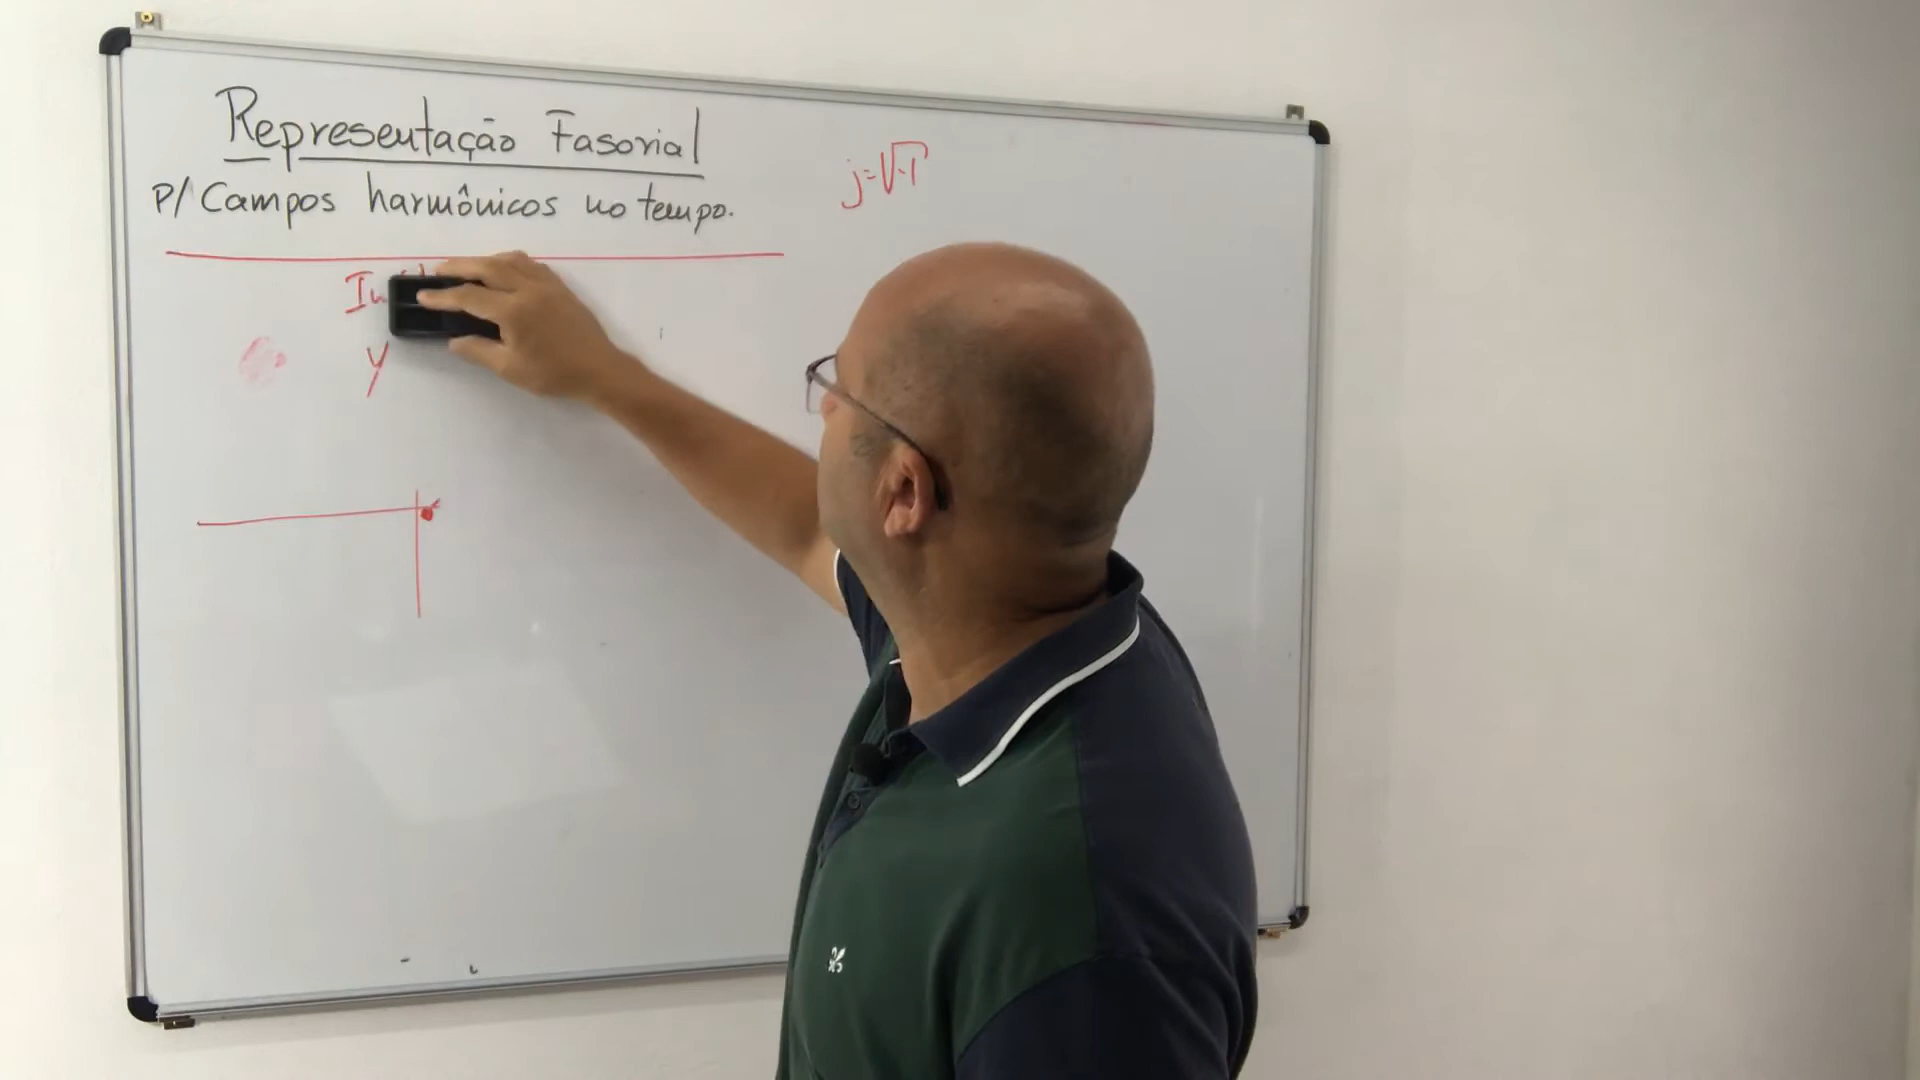 Representação Fasorial
P/ Campos harmônicos no tempo.
j=√-1
y